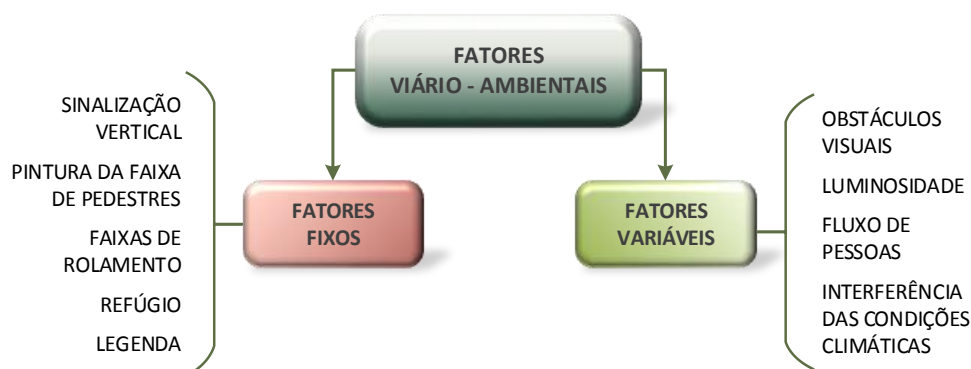 FATORES
VIÁRIO - AMBIENTAIS
SINALIZAÇÃO
VERTICAL
PINTURA DA FAIXA
DE PEDESTRES
FAIXAS DE
ROLAMENTO
REFÚGIO
LEGENDA
FATORES
FIXOS
FATORES
VARIÁVEIS
OBSTÁCULOS
VISUAIS
LUMINOSIDADE
FLUXO DE
PESSOAS
INTERFERÊNCIA
DAS CONDIÇÕES
CLIMÁTICAS